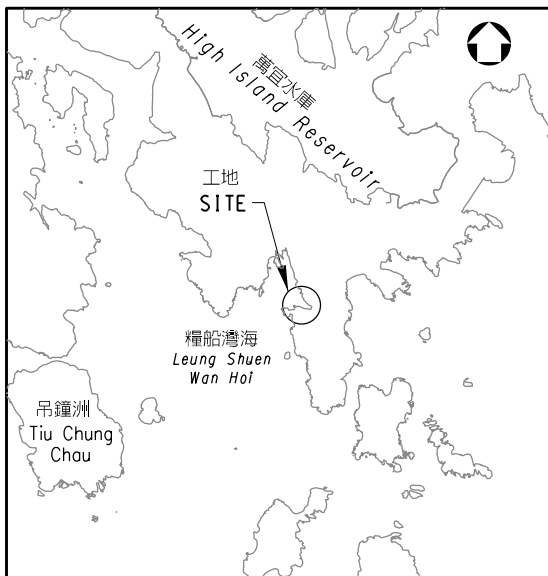 萬宜水庫
High Island Reservoir
工地
SITE
糧船灣海
Leung Shuen
Wan Hoi
吊鐘洲
Tiu Chung
Chau